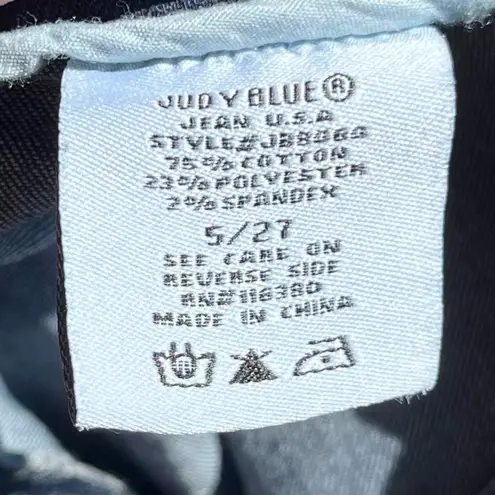 JUDY BLUE®
JEAN U.S.A
STYLE#JB8068
75% COTTON
23% POLYESTER
2% SPANDEX
5/27
SEE CARE ON
REVERSE SIDE
RN#116380
MADE IN CHINA